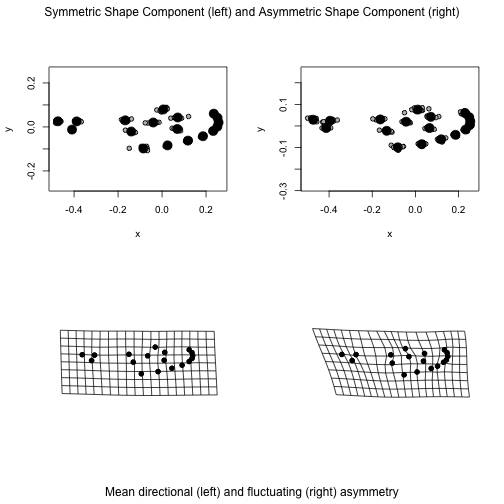 Symmetric Shape Component (left) and Asymmetric Shape Component (right)
0.2
0.0
-0.2
y
-0.4 -0.2 0.0 0.2
x
0.1
-0.1
-0.3
y
-0.4 -0.2 0.0 0.2
x
Mean directional (left) and fluctuating (right) asymmetry